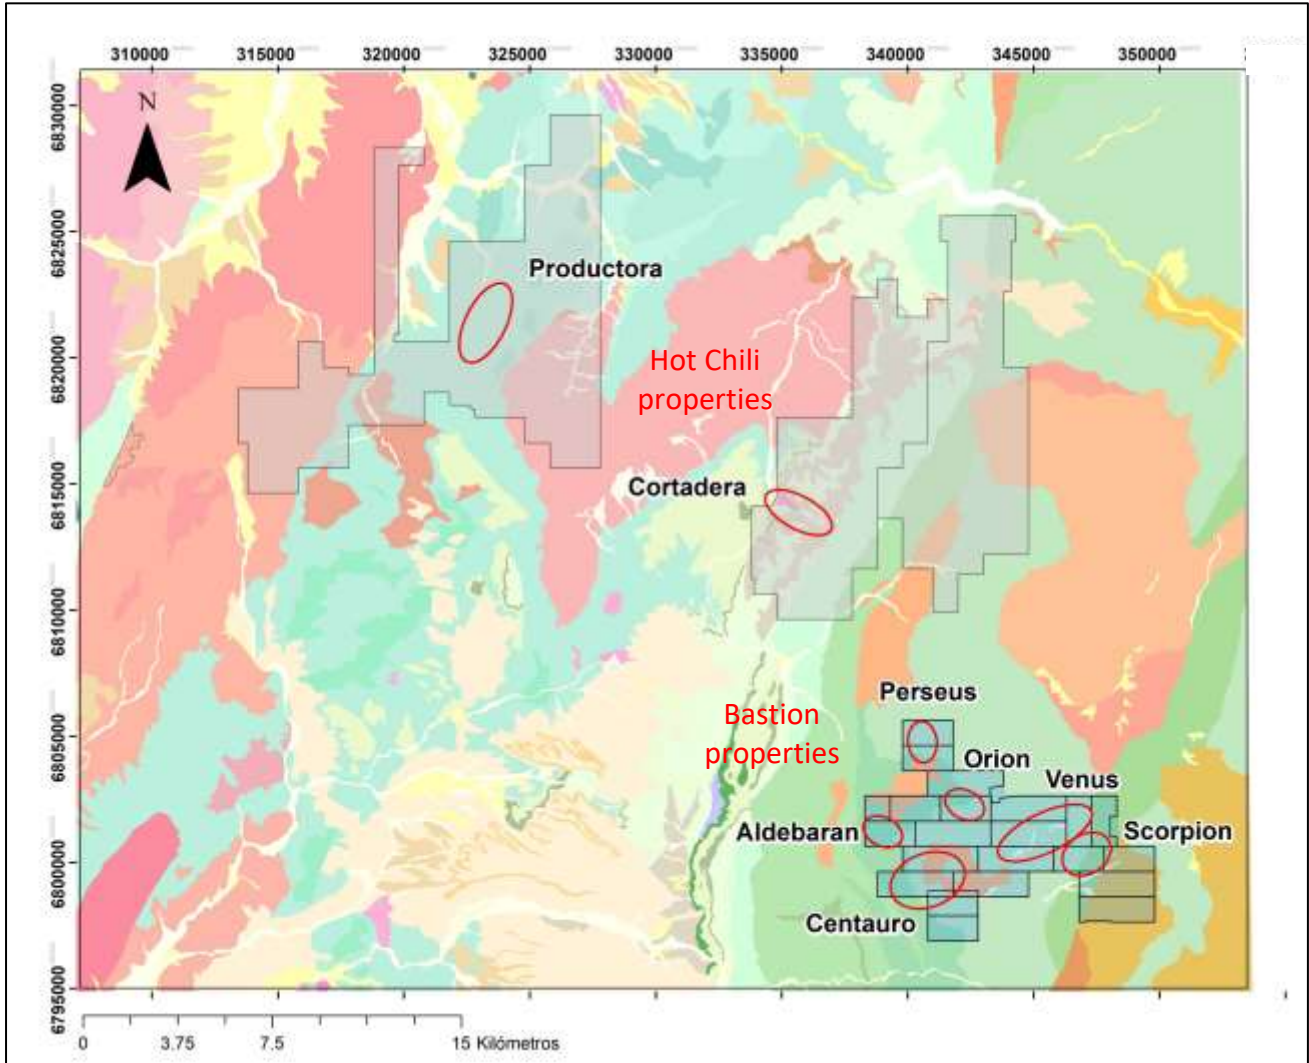 310000 315000 320000 325000 330000 335000 340000 345000 350000
N
6830000
6825000
6820000
6815000
6810000
6805000
6800000
6795000
Productora
Hot Chili
properties
Cortadera
Perseus
Bastion
properties
Orion
Venus
Aldebaran
Scorpion
Centauro
0 3.75 7.5 15 Kilómetros